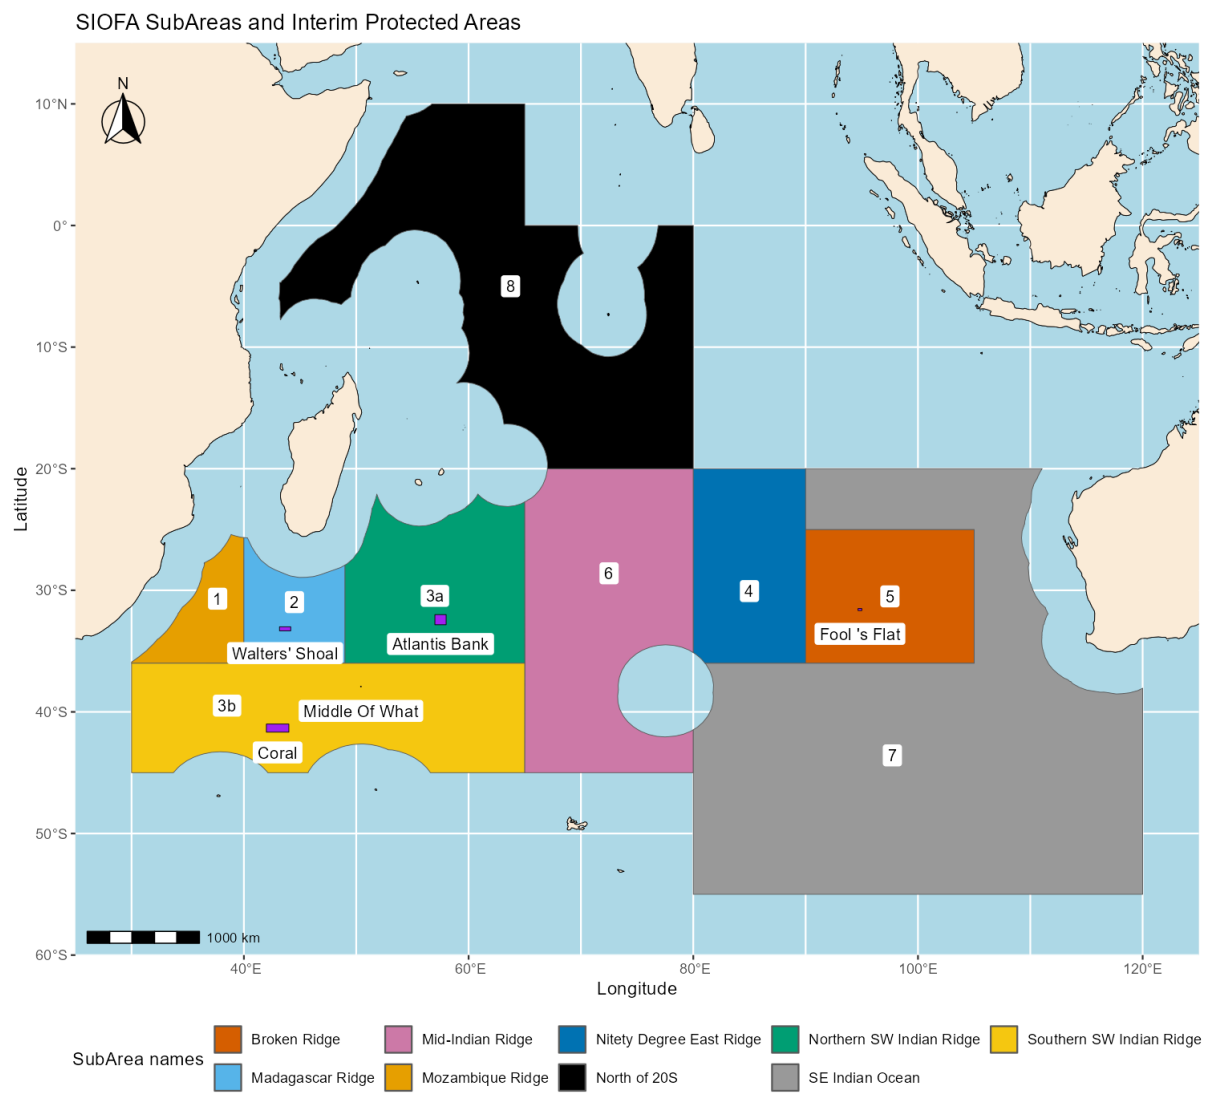 SIOFA SubAreas and Interim Protected Areas
N
10°N
0°
10°S
20°S
30°S
40°S
50°S
60°S
Latitude
8
6
4
5
Fool 's Flat
1
2
Walters' Shoal
3a
Atlantis Bank
3b
Middle Of What
Coral
7
1000 km
40°E
60°E
80°E
100°E
120°E
Longitude
SubArea names
Broken Ridge
Mid-Indian Ridge
Nitety Degree East Ridge
Northern SW Indian Ridge
Southern SW Indian Ridge
Madagascar Ridge
Mozambique Ridge
North of 20S
SE Indian Ocean